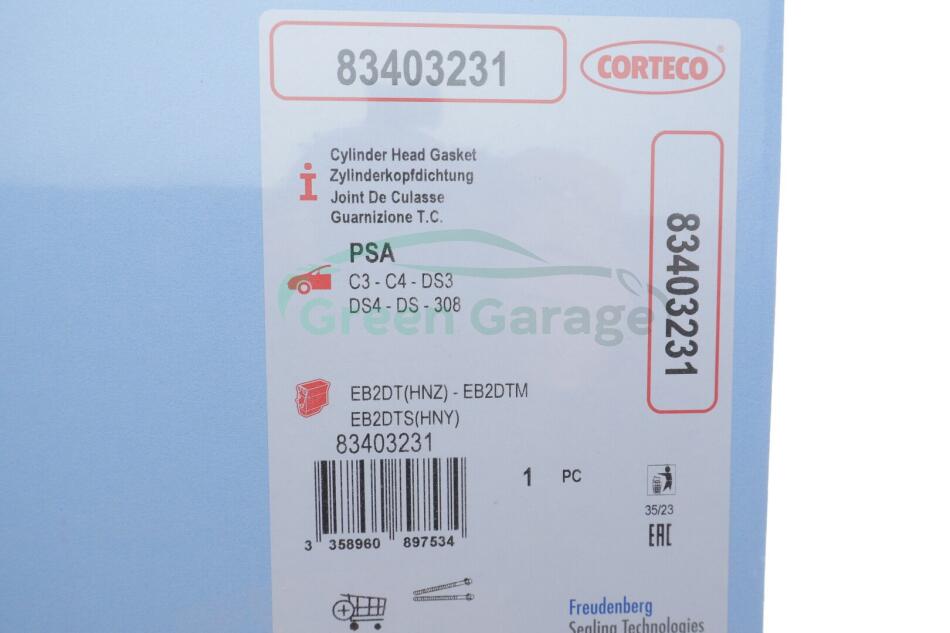 83403231
CORTECO
®
Cylinder Head Gasket
Zylinderkopfdichtung
Joint De Culasse
Guarnizione T.C.
83403231
PSA
C3 - C4 - DS3
DS4 - DS - 308
Green Garage
EB2DT(HNZ) - EB2DTM
EB2DTS(HNY)
83403231
1 PC
35/23
EAC
3 358960 897534
Freudenberg
Sealing Technologies